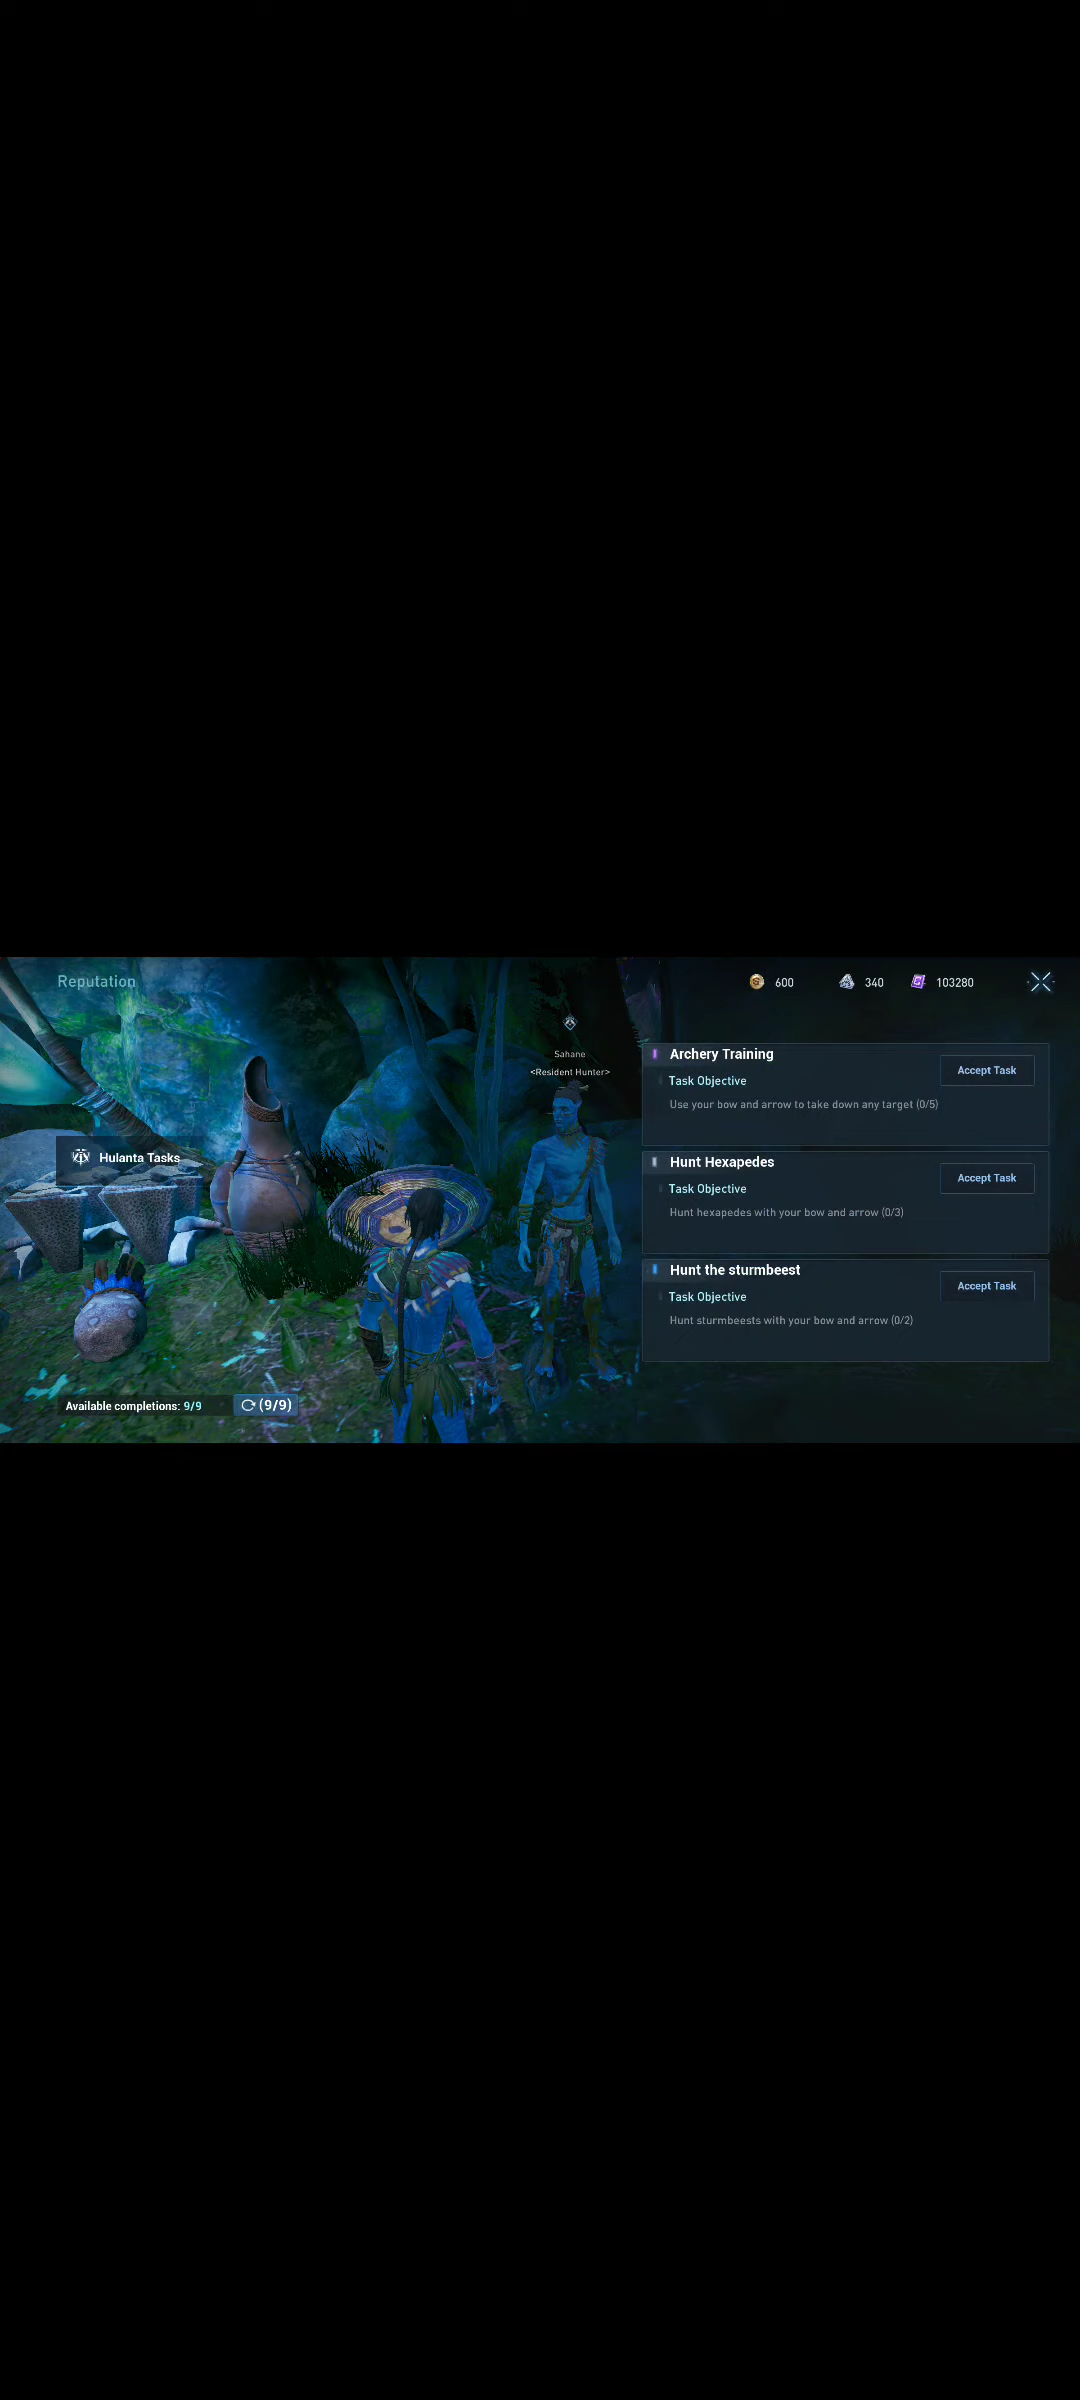 Reputation
600
340
103280
Sahane
<Resident Hunter>
Hulanta Tasks
Archery Training
Accept Task
Task Objective
Use your bow and arrow to take down any target (0/5)
Hunt Hexapedes
Accept Task
Task Objective
Hunt hexapedes with your bow and arrow (0/3)
Hunt the sturmbeest
Accept Task
Task Objective
Hunt sturmbeests with your bow and arrow (0/2)
Available completions: 9/9
(9/9)